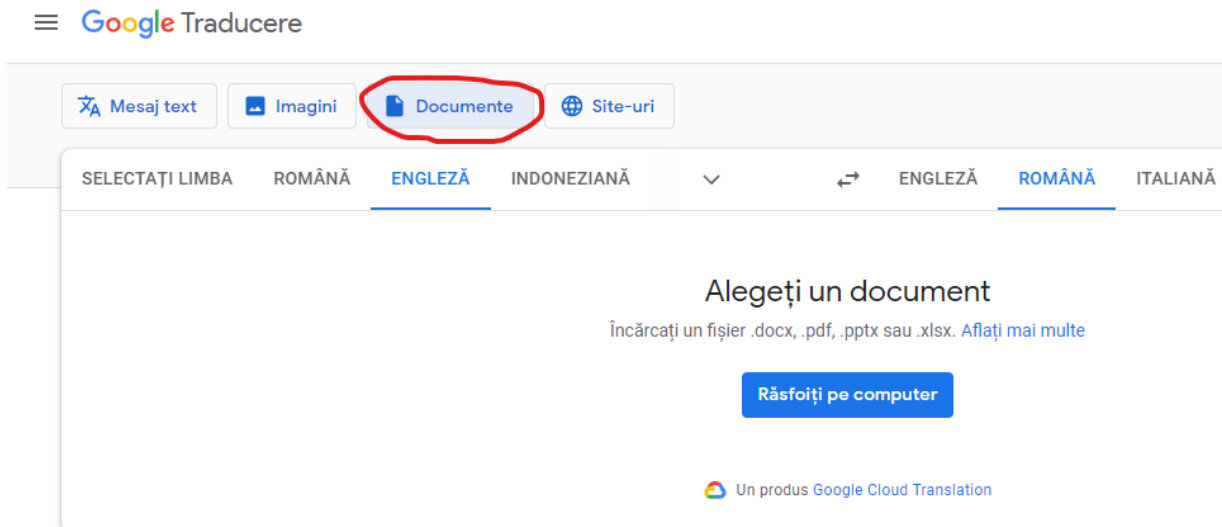 Google Traducere
Mesaj text Imagini Documente Site-uri
SELECTAȚI LIMBA ROMÂNĂ ENGLEZĂ INDONEZIANĂ ENGLEZĂ ROMÂNĂ ITALIANĂ
Alegeți un document
Încărcați un fișier .docx, .pdf, .pptx sau .xlsx. Aflați mai multe
Răsfoiți pe computer
Un produs Google Cloud Translation